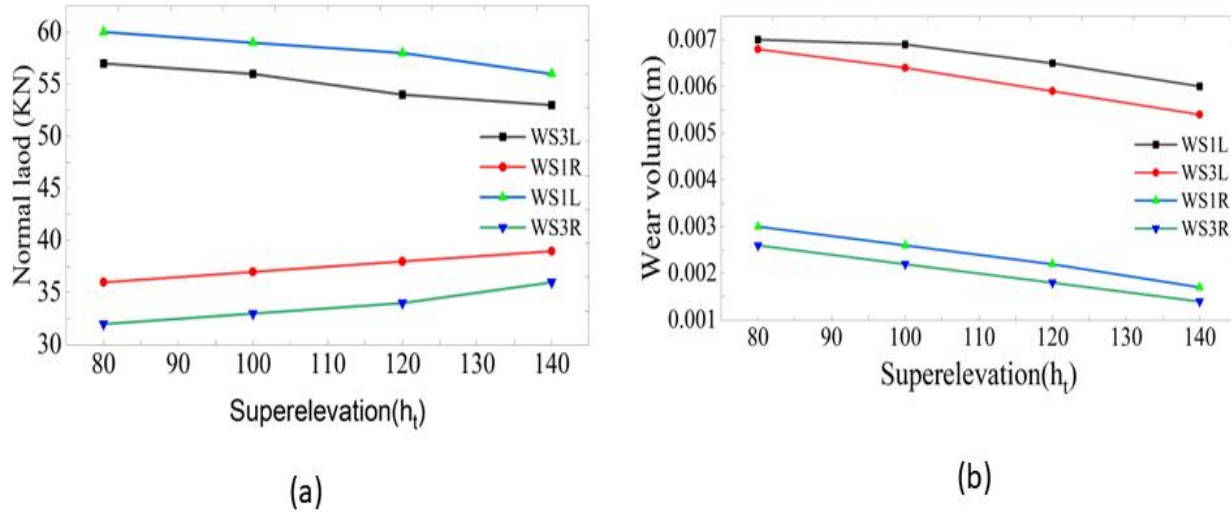 60
55
50
45
40
35
30
Normal laod (KN)
WS3L
WS1R
WS1L
WS3R
80 90 100 110 120 130 140
Superelevation(hₜ)
(a)
0.007
0.006
0.005
0.004
0.003
0.002
0.001
Wear volume(m)
WS1L
WS3L
WS1R
WS3R
80 90 100 110 120 130 140
Superelevation(hₜ)
(b)